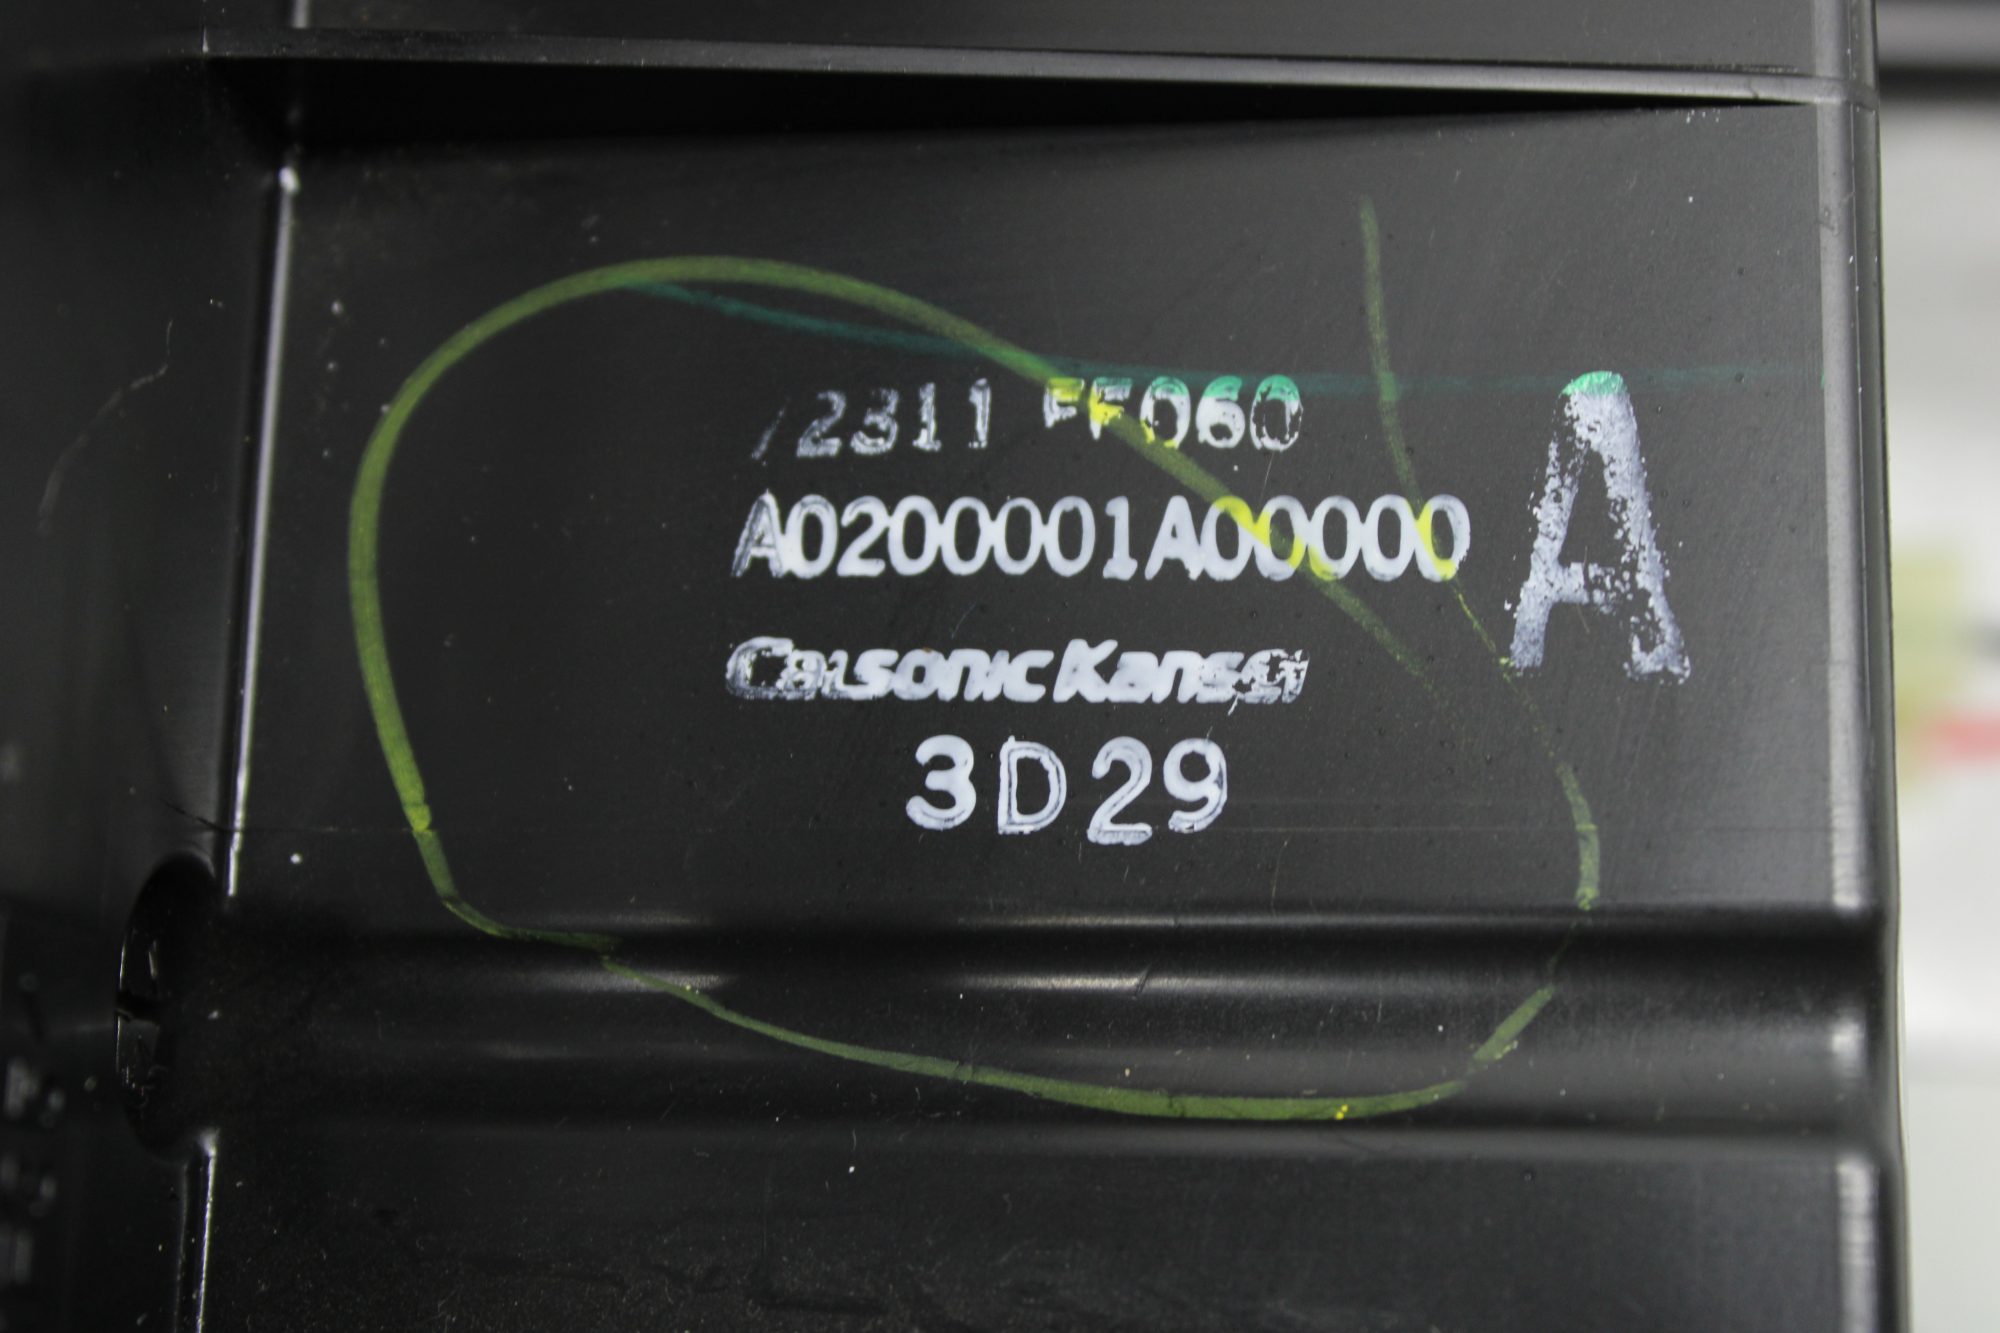 72311 FF060
A0200001A00000
A
CalsonicKansei
3D29